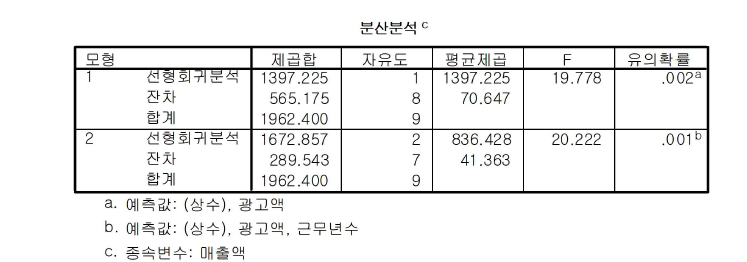 분산분석 c
모형 제곱합 자유도 평균제곱 F 유의확률
1 선형회귀분석 1397.225 1 1397.225 19.778 .002a
잔차 565.175 8 70.647
합계 1962.400 9
2 선형회귀분석 1672.857 2 836.428 20.222 .001b
잔차 289.543 7 41.363
합계 1962.400 9
a. 예측값: (상수), 광고액
b. 예측값: (상수), 광고액, 근무년수
c. 종속변수: 매출액